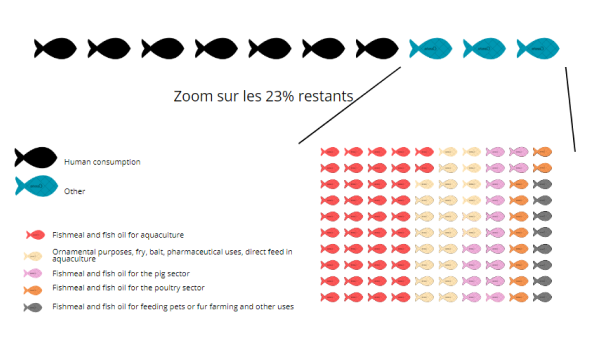 Zoom sur les 23% restants
Human consumption
Other
Fishmeal and fish oil for aquaculture
Ornamental purposes, fry, bait, pharmaceutical uses, direct feed in
aquaculture
Fishmeal and fish oil for the pig sector
Fishmeal and fish oil for the poultry sector
Fishmeal and fish oil for feeding pets or fur farming and other uses